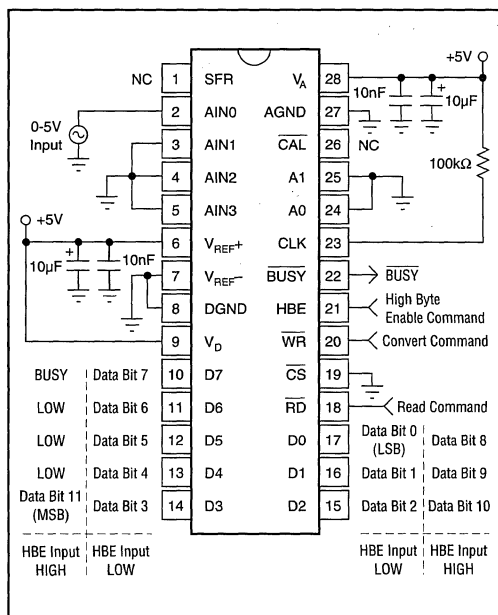 +5V
NC 1 SFR V_A 28
10nF + 10µF
2 AIN0 AGND 27
0-5V
Input
3 AIN1 C̅A̅L̅ 26 NC
4 AIN2 A1 25
100kΩ
5 AIN3 A0 24
+5V
6 V_REF+ CLK 23
10µF + 10nF
7 V_REF– B̅U̅S̅Y̅ 22 B̅U̅S̅Y̅
8 DGND HBE 21 High Byte
Enable Command
9 V_D W̅R̅ 20 Convert Command
BUSY Data Bit 7 10 D7 C̅S̅ 19
LOW Data Bit 6 11 D6 R̅D̅ 18 Read Command
LOW Data Bit 5 12 D5 D0 17 Data Bit 0
(LSB) Data Bit 8
LOW Data Bit 4 13 D4 D1 16 Data Bit 1 Data Bit 9
Data Bit 11
(MSB) Data Bit 3 14 D3 D2 15 Data Bit 2 Data Bit 10
HBE Input
HIGH
HBE Input
LOW
HBE Input
LOW
HBE Input
HIGH